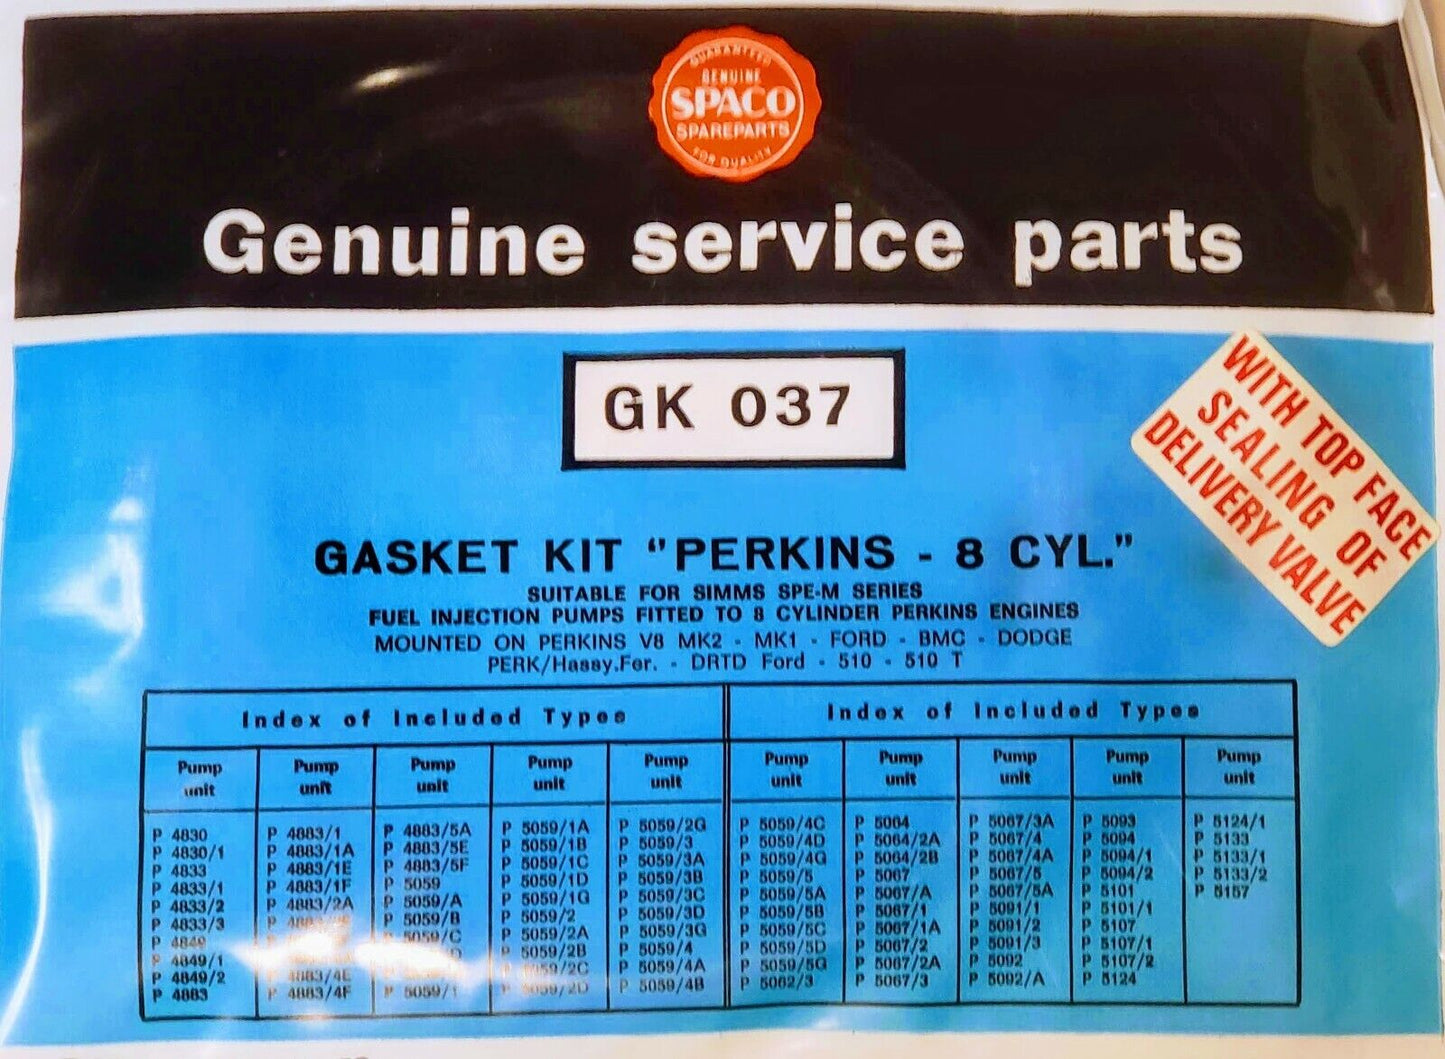 GUARANTEED
GENUINE
SPACO
SPAREPARTS
FOR QUALITY
Genuine service parts
GK 037
WITH TOP FACE
SEALING OF
DELIVERY VALVE
GASKET KIT "PERKINS - 8 CYL."
SUITABLE FOR SIMMS SPE-M SERIES
FUEL INJECTION PUMPS FITTED TO 8 CYLINDER PERKINS ENGINES
MOUNTED ON PERKINS V8 MK2 - MK1 - FORD - BMC - DODGE
PERK/Hassy.Fer. - DRTD Ford - 510 - 510 T
Index of Included Types Index of Included Types
Pump Pump Pump Pump Pump Pump Pump Pump Pump Pump
unit unit unit unit unit unit unit unit unit unit
P 4830 P 4883/1 P 4883/5A P 5059/1A P 5059/2G P 5059/4C P 5064 P 5067/3A P 5093 P 5124/1
P 4830/1 P 4883/1A P 4883/5E P 5059/1B P 5059/3 P 5059/4D P 5064/2A P 5067/4 P 5094 P 5133
P 4833 P 4883/1E P 4883/5F P 5059/1C P 5059/3A P 5059/4G P 5064/2B P 5067/4A P 5094/1 P 5133/1
P 4833/1 P 4883/1F P 5059 P 5059/1D P 5059/3B P 5059/5 P 5067 P 5067/5 P 5094/2 P 5133/2
P 4833/2 P 4883/2A P 5059/A P 5059/1G P 5059/3C P 5059/5A P 5067/A P 5067/5A P 5101 P 5157
P 4833/3 P 5059/B P 5059/2 P 5059/3D P 5059/5B P 5067/1 P 5091/1 P 5101/1
P 4849 P 5059/C P 5059/2A P 5059/3G P 5059/5C P 5067/1A P 5091/2 P 5107
P 4849/1 P 5059/2B P 5059/4 P 5059/5D P 5067/2 P 5091/3 P 5107/1
P 4849/2 P 4883/4E P 5059/2C P 5059/4A P 5059/5G P 5067/2A P 5092 P 5107/2
P 4883 P 4883/4F P 5059/1 P 5059/2D P 5059/4B P 5062/3 P 5067/3 P 5092/A P 5124